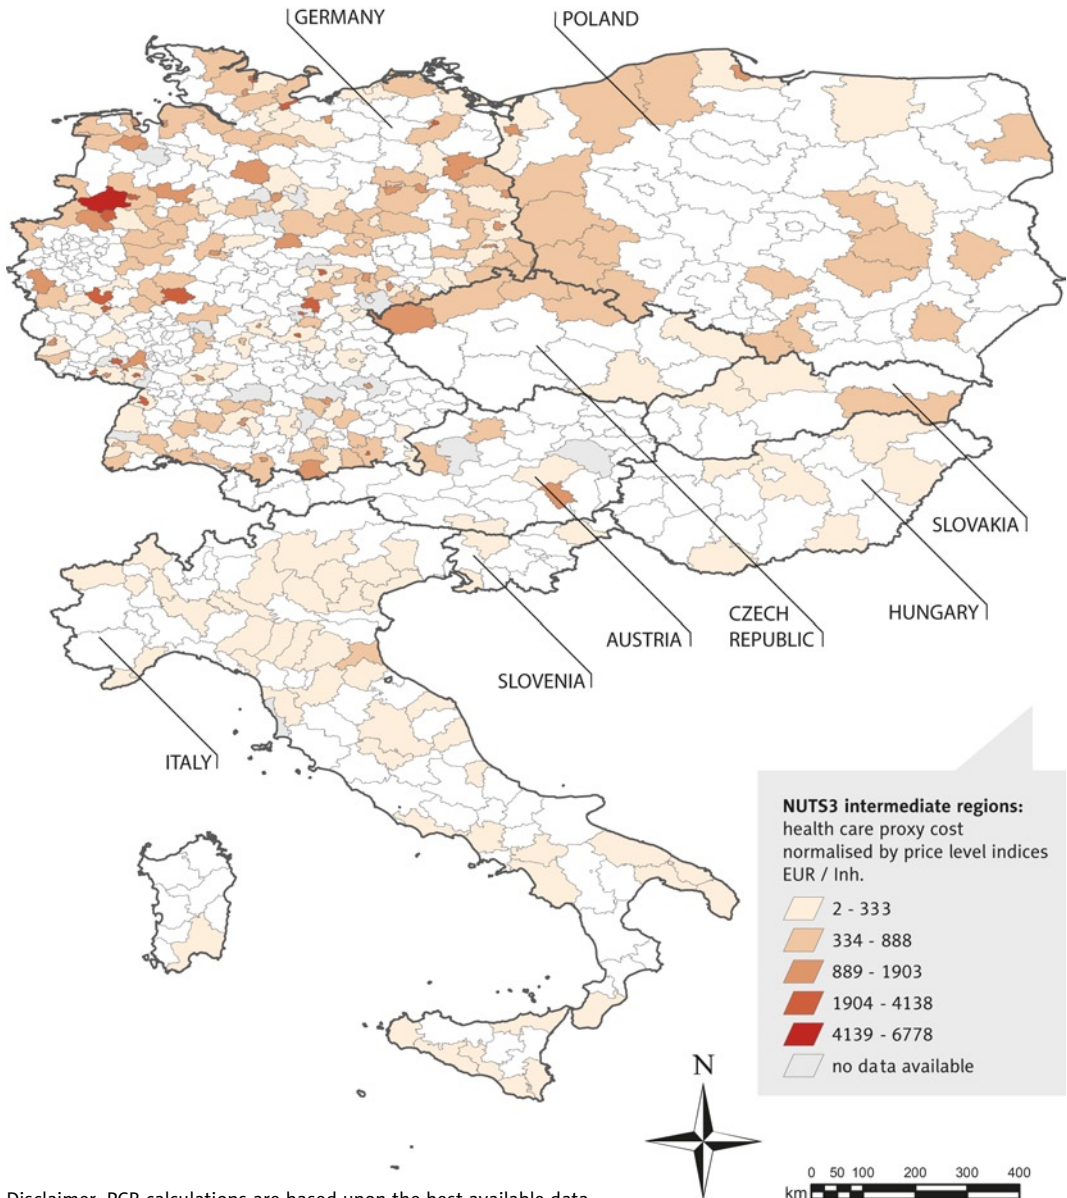 GERMANY
POLAND
SLOVAKIA
CZECH
REPUBLIC
HUNGARY
AUSTRIA
SLOVENIA
ITALY
NUTS3 intermediate regions:
health care proxy cost
normalised by price level indices
EUR / Inh.
2 - 333
334 - 888
889 - 1903
1904 - 4138
4139 - 6778
no data available
N
0 50 100 200 300 400
km
Disclaimer: PCB calculations are based upon the best available data